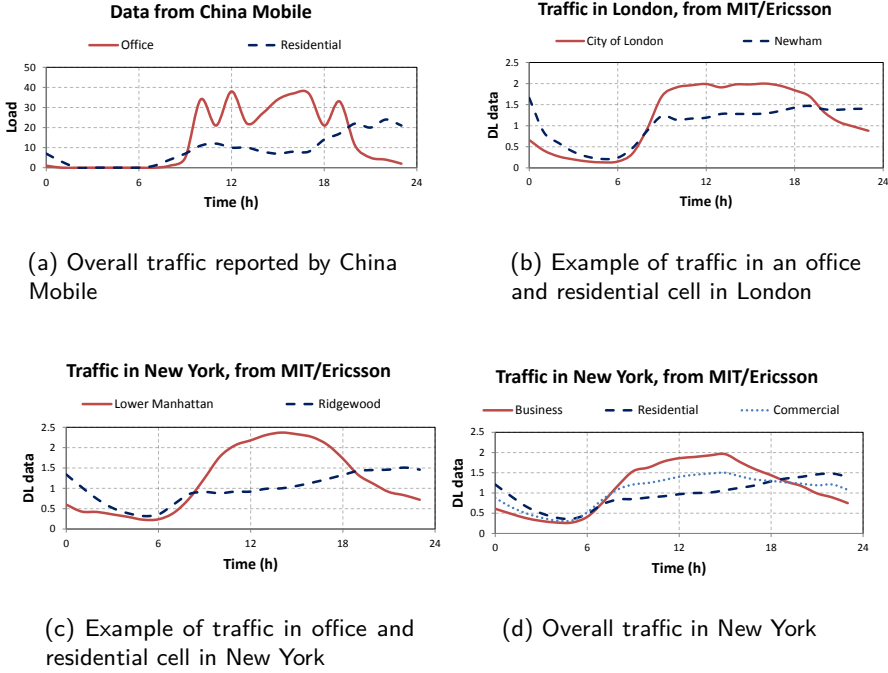 Data from China Mobile
Office Residential
50
40
30
20
10
0
Load
0 6 12 18 24
Time (h)
(a) Overall traffic reported by China
Mobile
Traffic in London, from MIT/Ericsson
City of London Newham
2.5
2
1.5
1
0.5
0
DL data
0 6 12 18 24
Time (h)
(b) Example of traffic in an office
and residential cell in London
Traffic in New York, from MIT/Ericsson
Lower Manhattan Ridgewood
2.5
2
1.5
1
0.5
0
DL data
0 6 12 18 24
Time (h)
(c) Example of traffic in office and
residential cell in New York
Traffic in New York, from MIT/Ericsson
Business Residential Commercial
2.5
2
1.5
1
0.5
0
DL data
0 6 12 18 24
Time (h)
(d) Overall traffic in New York